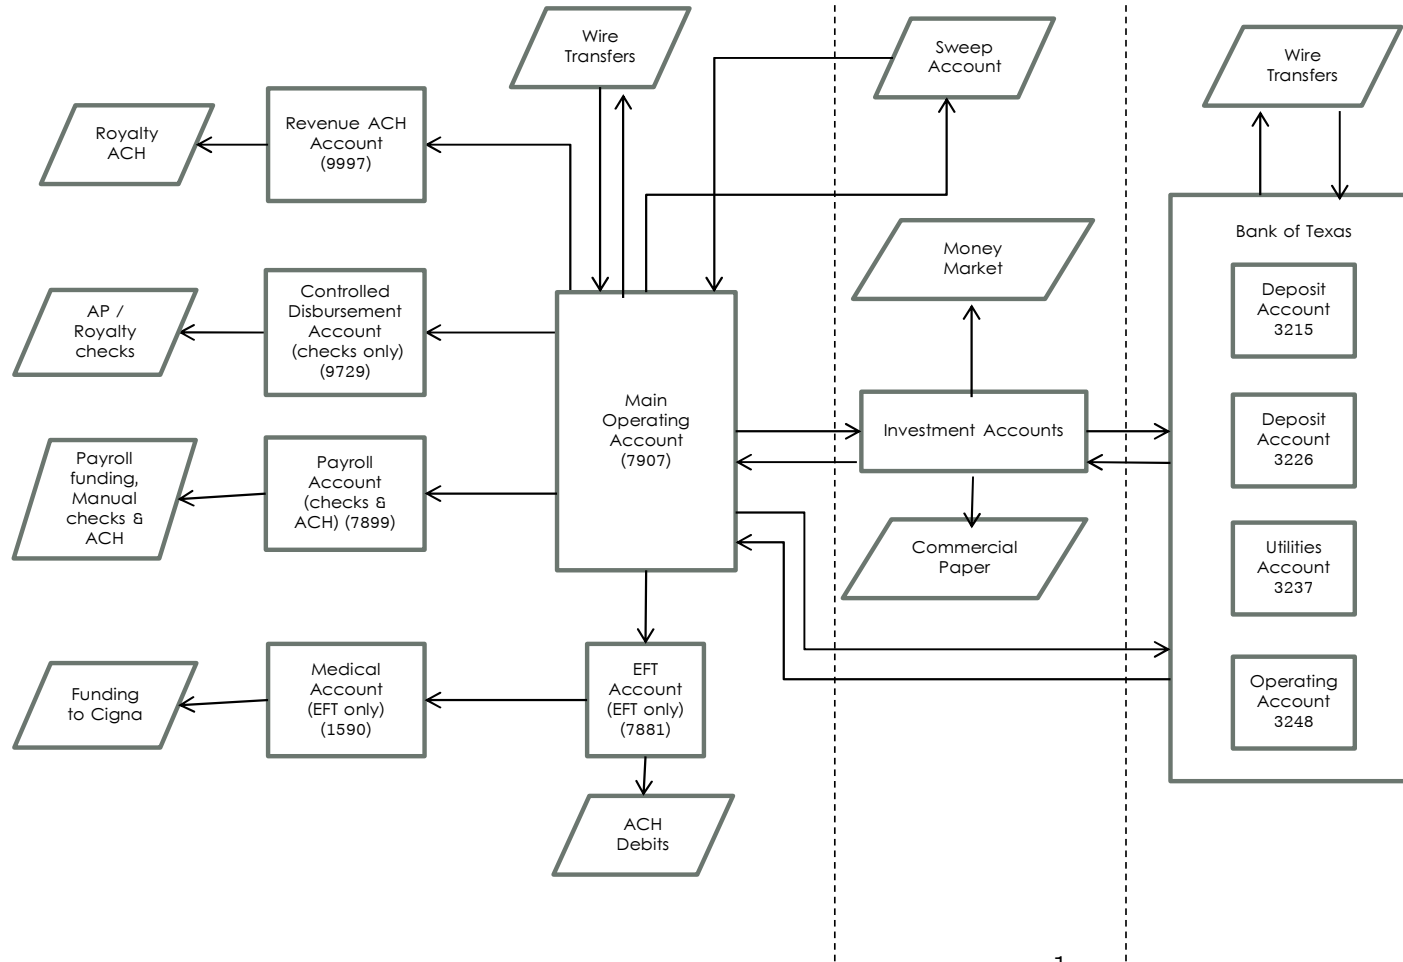 Wire
Transfers
Sweep
Account
Wire
Transfers
Royalty
ACH
Revenue ACH
Account
(9997)
Bank of Texas
Money
Market
AP /
Royalty
checks
Controlled
Disbursement
Account
(checks only)
(9729)
Deposit
Account
3215
Main
Operating
Account
(7907)
Investment Accounts
Deposit
Account
3226
Payroll
funding,
Manual
checks &
ACH
Payroll
Account
(checks &
ACH) (7899)
Commercial
Paper
Utilities
Account
3237
Funding
to Cigna
Medical
Account
(EFT only)
(1590)
EFT
Account
(EFT only)
(7881)
Operating
Account
3248
ACH
Debits
1